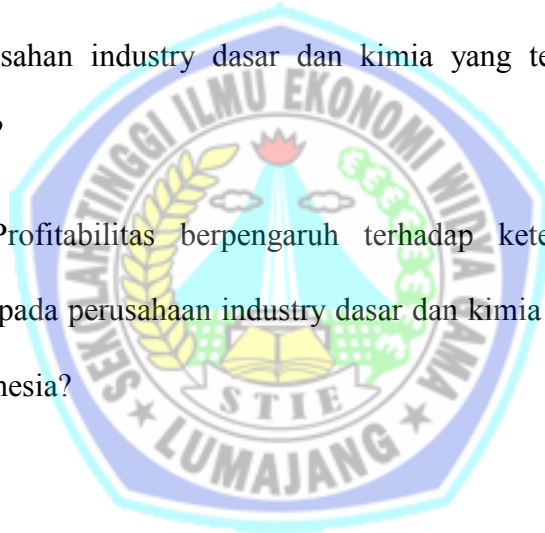 usahan industry dasar dan kimia yang te
?
Profitabilitas berpengaruh terhadap kete
pada perusahaan industry dasar dan kimia
nesia?
SEKOLAH TINGGI ILMU EKONOMI WIDYA GAMA
STIE
LUMAJANG